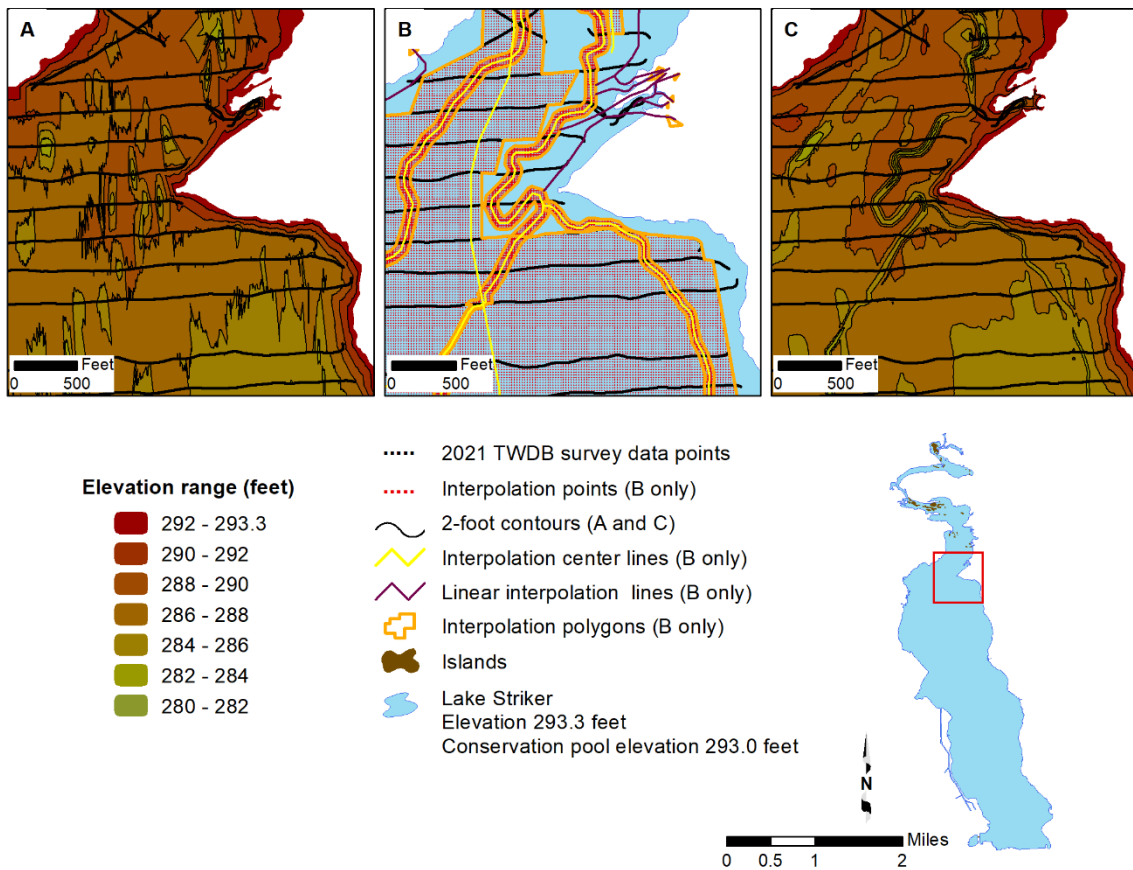 A
B
C
Feet
0 500
Feet
0 500
Feet
0 500
Elevation range (feet)
292 - 293.3
290 - 292
288 - 290
286 - 288
284 - 286
282 - 284
280 - 282
2021 TWDB survey data points
Interpolation points (B only)
2-foot contours (A and C)
Interpolation center lines (B only)
Linear interpolation lines (B only)
Interpolation polygons (B only)
Islands
Lake Striker
Elevation 293.3 feet
Conservation pool elevation 293.0 feet
N
Miles
0 0.5 1 2